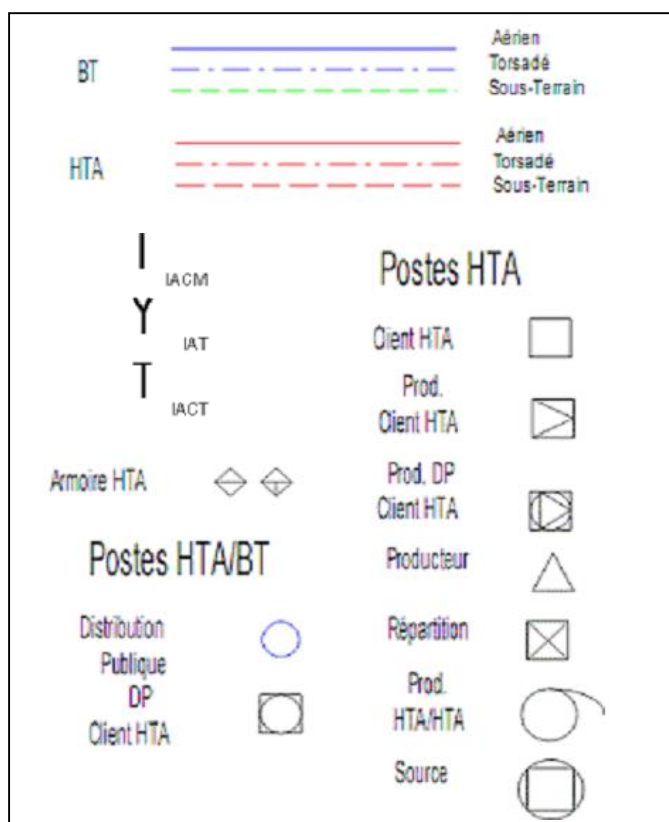 BT
Aérien
Torsadé
Sous-Terrain
HTA
Aérien
Torsadé
Sous-Terrain
IACM
IAT
IACT
Armoire HTA
Postes HTA/BT
Distribution
Publique
DP
Client HTA
Postes HTA
Client HTA
Prod.
Client HTA
Prod. DP
Client HTA
Producteur
Répartition
Prod.
HTA/HTA
Source